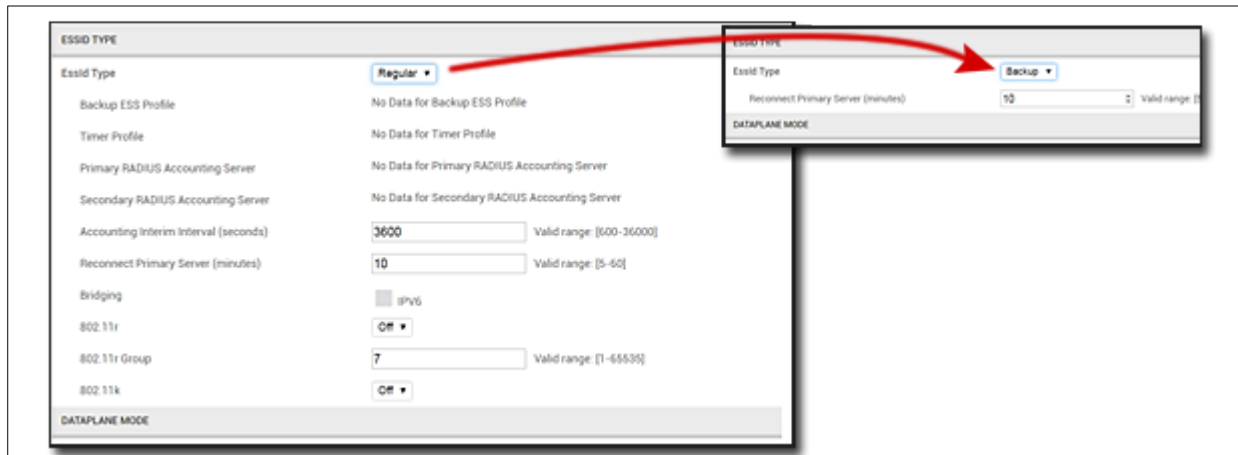 ESSID TYPE
EssId Type Regular
Backup ESS Profile No Data for Backup ESS Profile
Timer Profile No Data for Timer Profile
Primary RADIUS Accounting Server No Data for Primary RADIUS Accounting Server
Secondary RADIUS Accounting Server No Data for Secondary RADIUS Accounting Server
Accounting Interim Interval (seconds) 3600 Valid range: [600-36000]
Reconnect Primary Server (minutes) 10 Valid range: [5-60]
Bridging IPV6
802.11r Off
802.11r Group 7 Valid range: [1-65535]
802.11k Off
DATAPLANE MODE
ESSID TYPE
EssId Type Backup
Reconnect Primary Server (minutes) 10 Valid range: [5
DATAPLANE MODE